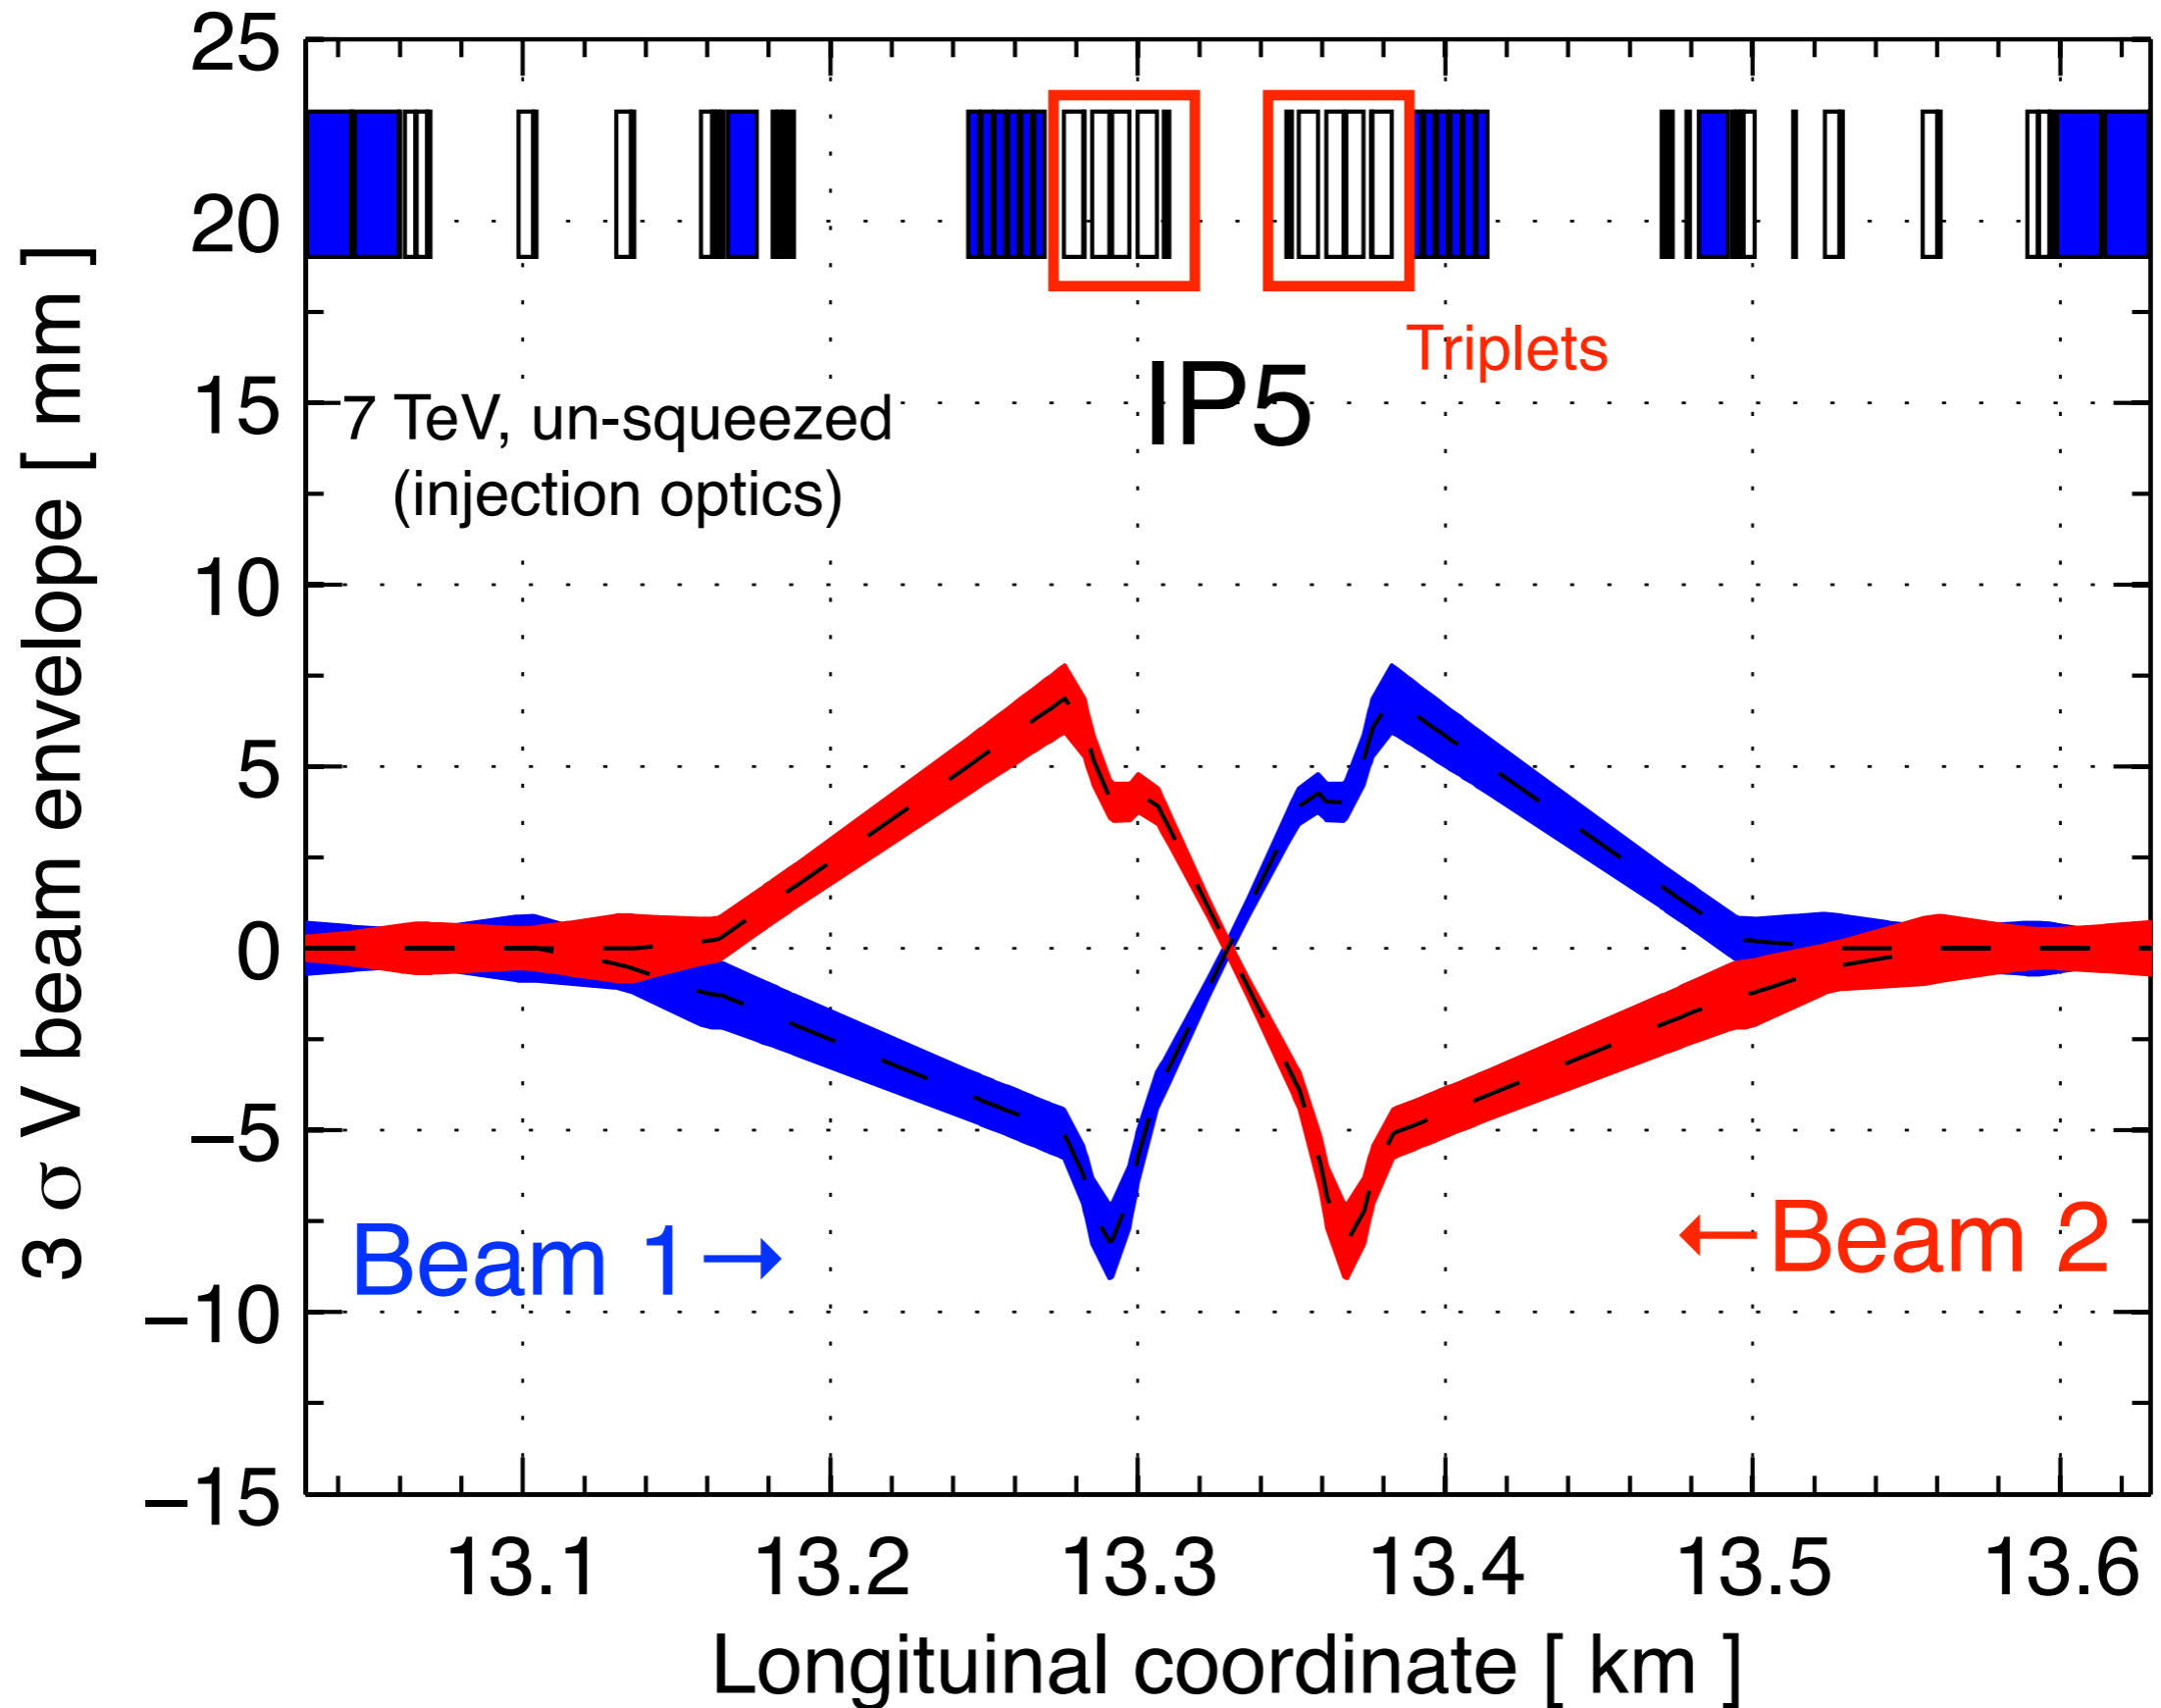 25
20
15
10
5
0
−5
−10
−15
3 σ V beam envelope [ mm ]
Triplets
IP5
7 TeV, un-squeezed
(injection optics)
Beam 1→
←Beam 2
13.1 13.2 13.3 13.4 13.5 13.6
Longituinal coordinate [ km ]